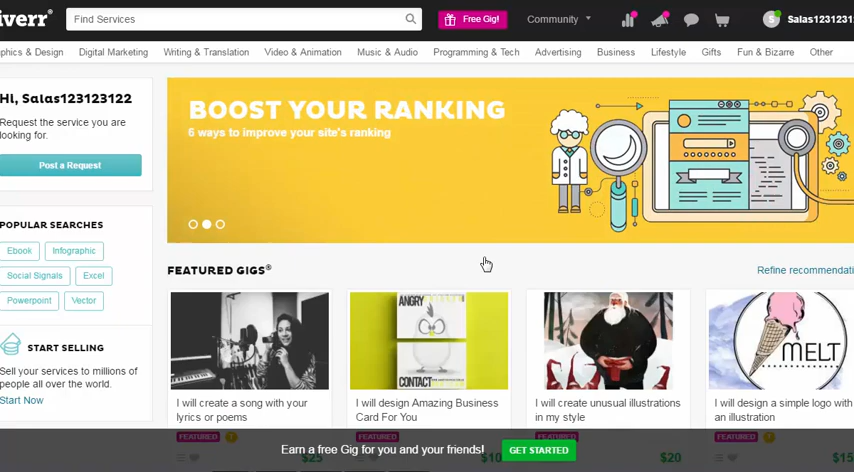 iverr
Find Services
Free Gig!
Community
S
Salas1231231
phics & Design
Digital Marketing
Writing & Translation
Video & Animation
Music & Audio
Programming & Tech
Advertising
Business
Lifestyle
Gifts
Fun & Bizarre
Other
Hi, Salas123123122
Request the service you are
looking for.
Post a Request
BOOST YOUR RANKING
6 ways to improve your site's ranking
POPULAR SEARCHES
Ebook
Infographic
Social Signals
Excel
Powerpoint
Vector
START SELLING
Sell your services to millions of
people all over the world.
Start Now
FEATURED GIGS®
Refine recommendati
ANGRY
CONTACT
MELT
I will create a song with your
lyrics or poems
I will design Amazing Business
Card For You
I will create unusual illustrations
in my style
I will design a simple logo with
an illustration
FEATURED
FEATURED
FEATURED
FEATURED
$25
$10
$20
$15
Earn a free Gig for you and your friends!
GET STARTED